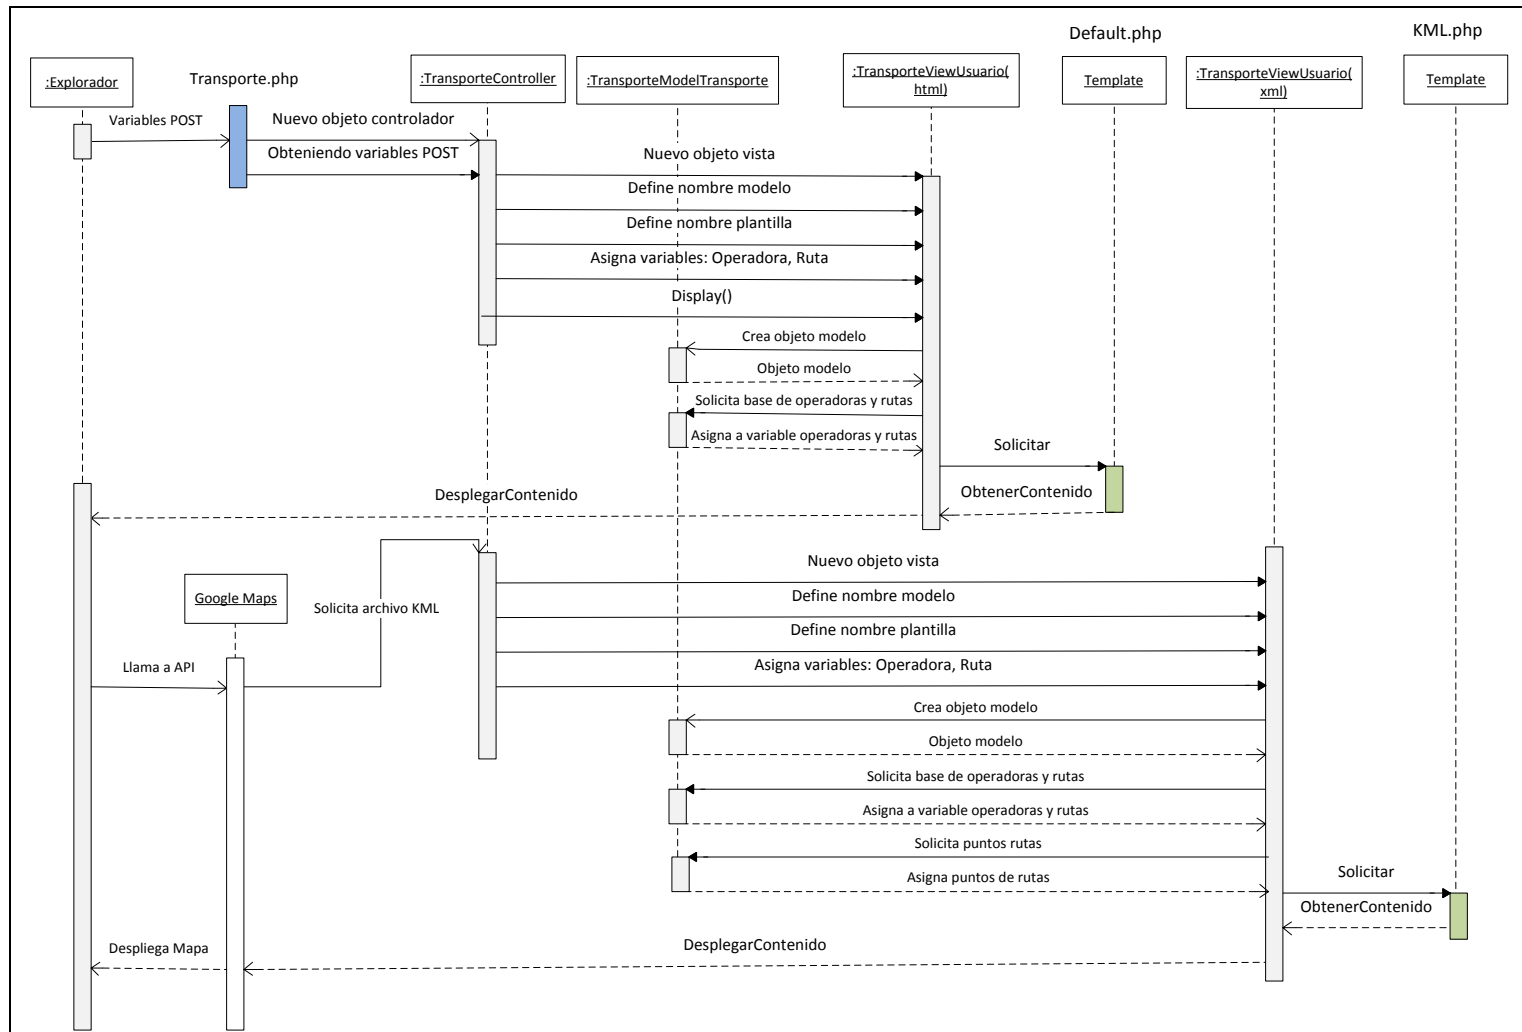 Default.php
KML.php
:Explorador
Transporte.php
:TransporteController
:TransporteModelTransporte
:TransporteViewUsuario(
html)
Template
:TransporteViewUsuario(
xml)
Template
Variables POST
Nuevo objeto controlador
Obteniendo variables POST
Nuevo objeto vista
Define nombre modelo
Define nombre plantilla
Asigna variables: Operadora, Ruta
Display()
Crea objeto modelo
Objeto modelo
Solicita base de operadoras y rutas
Asigna a variable operadoras y rutas
Solicitar
ObtenerContenido
DesplegarContenido
Nuevo objeto vista
Google Maps
Solicita archivo KML
Define nombre modelo
Define nombre plantilla
Llama a API
Asigna variables: Operadora, Ruta
Crea objeto modelo
Objeto modelo
Solicita base de operadoras y rutas
Asigna a variable operadoras y rutas
Solicita puntos rutas
Asigna puntos de rutas
Solicitar
ObtenerContenido
Despliega Mapa
DesplegarContenido